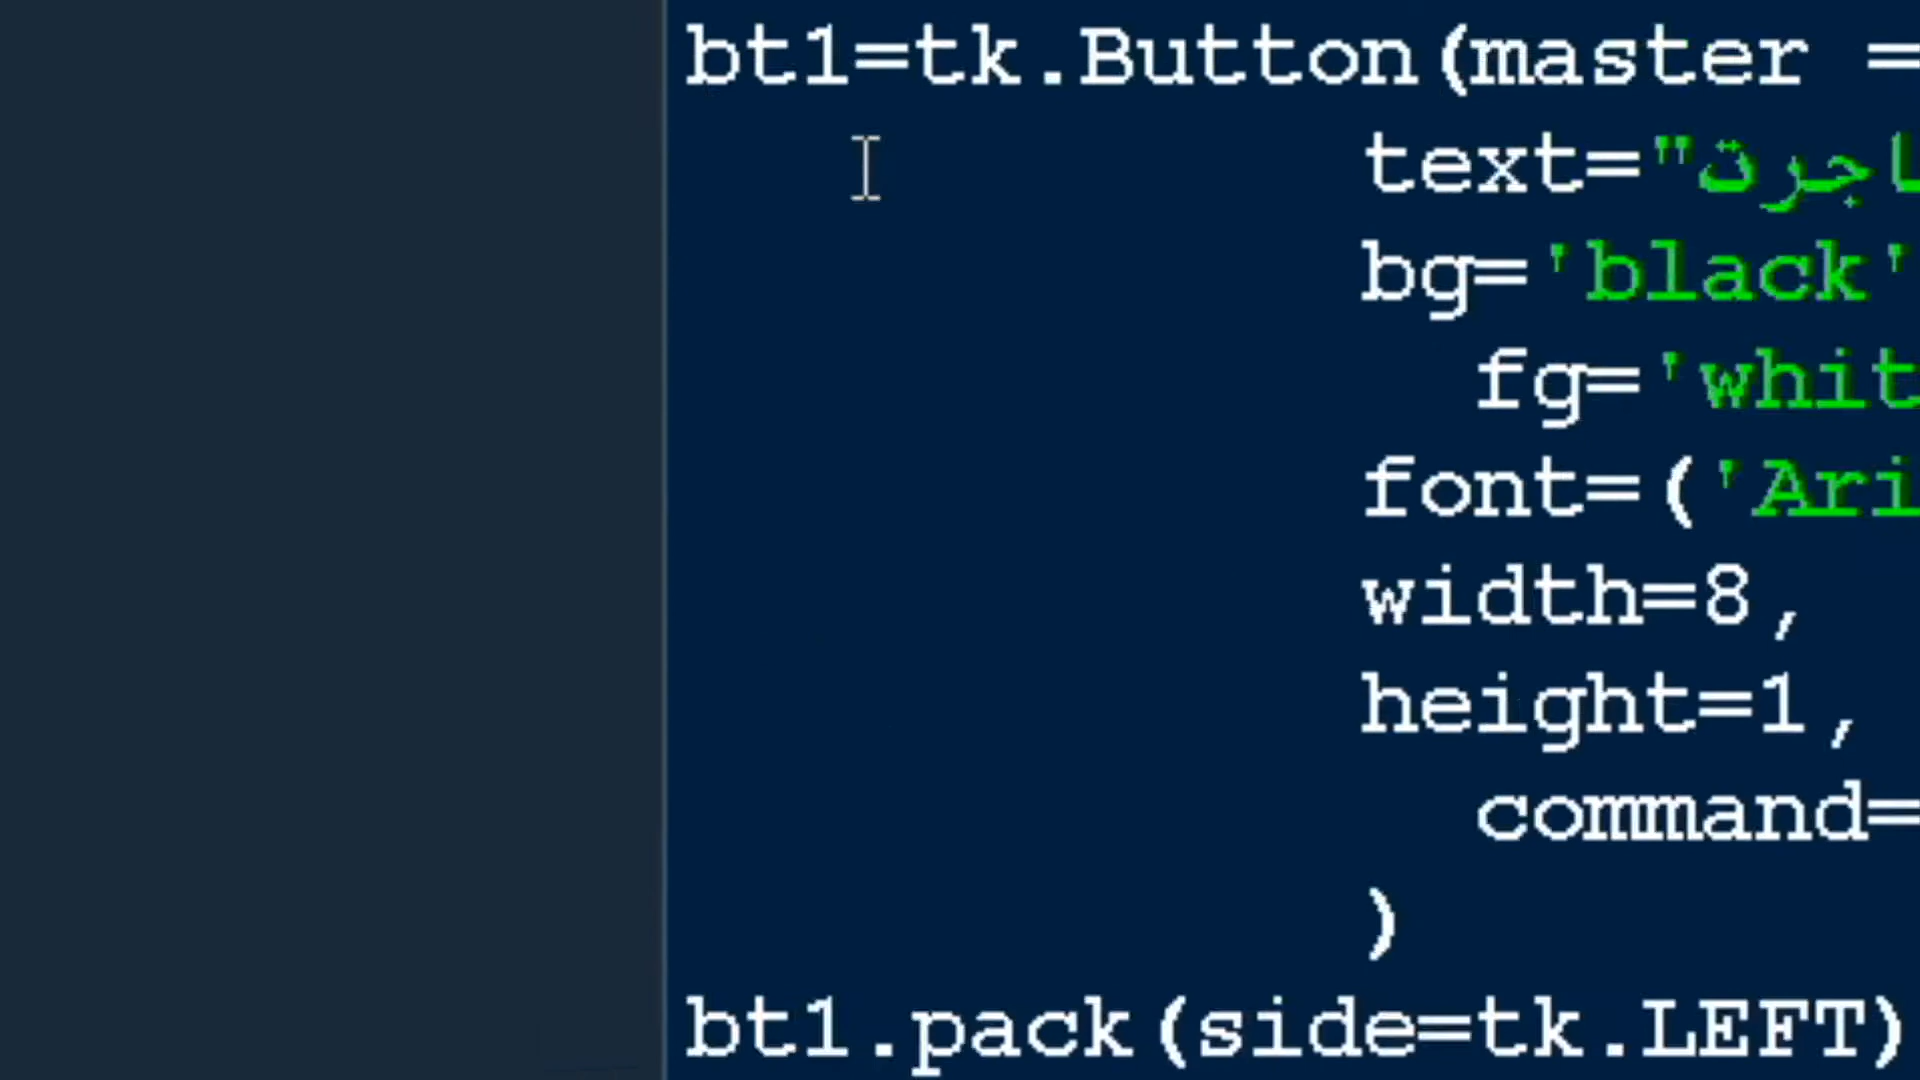 bt1=tk.Button(master =
text="
bg='black'
fg='whit
font=('Ari
width=8,
height=1,
command=
)
bt1.pack(side=tk.LEFT)